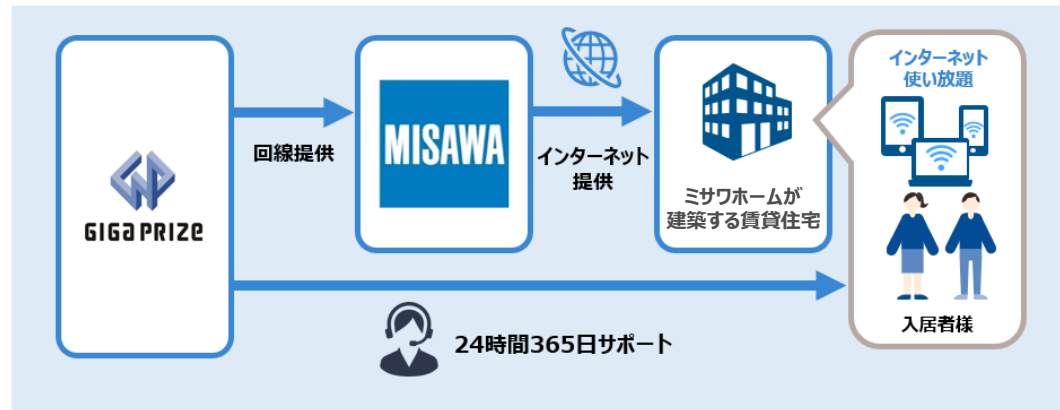 GIGA PRIZE
回線提供
MISAWA
インターネット
提供
ミサワホームが
建築する賃貸住宅
インターネット
使い放題
入居者様
24時間365日サポート